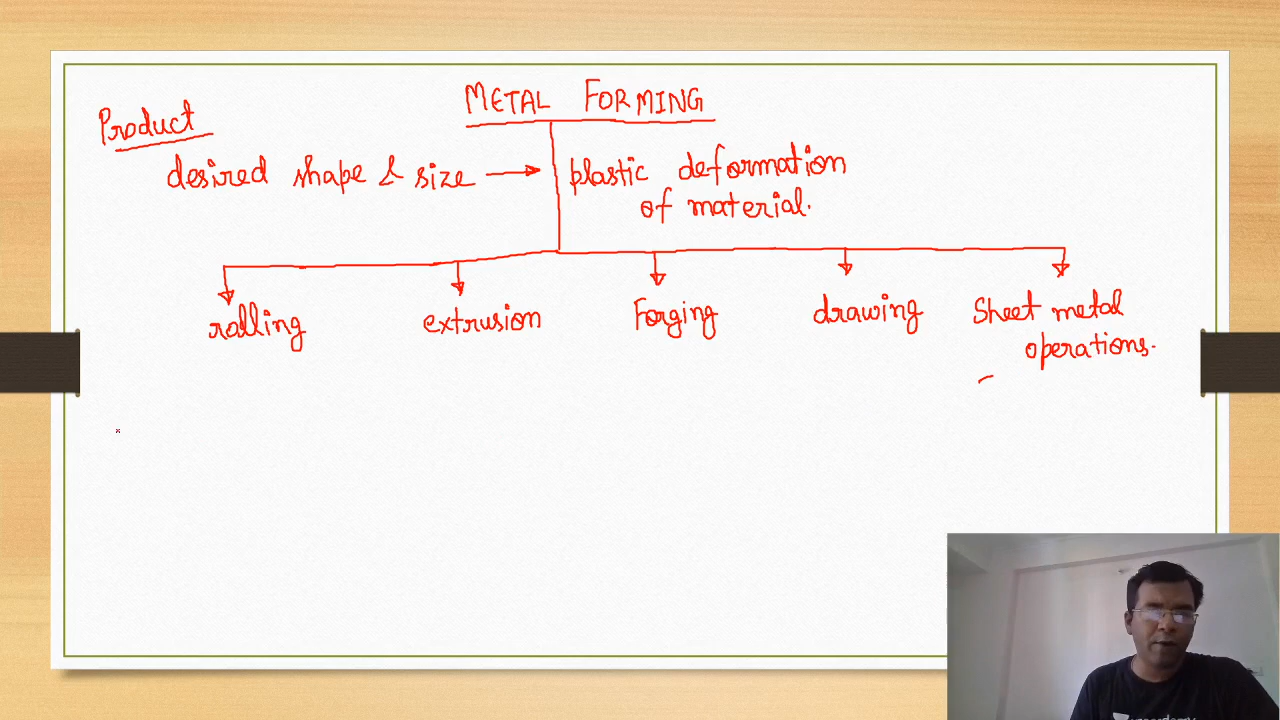 METAL FORMING
Product
desired shape & size → plastic deformation
of material.
rolling extrusion Forging drawing Sheet metal
operations.